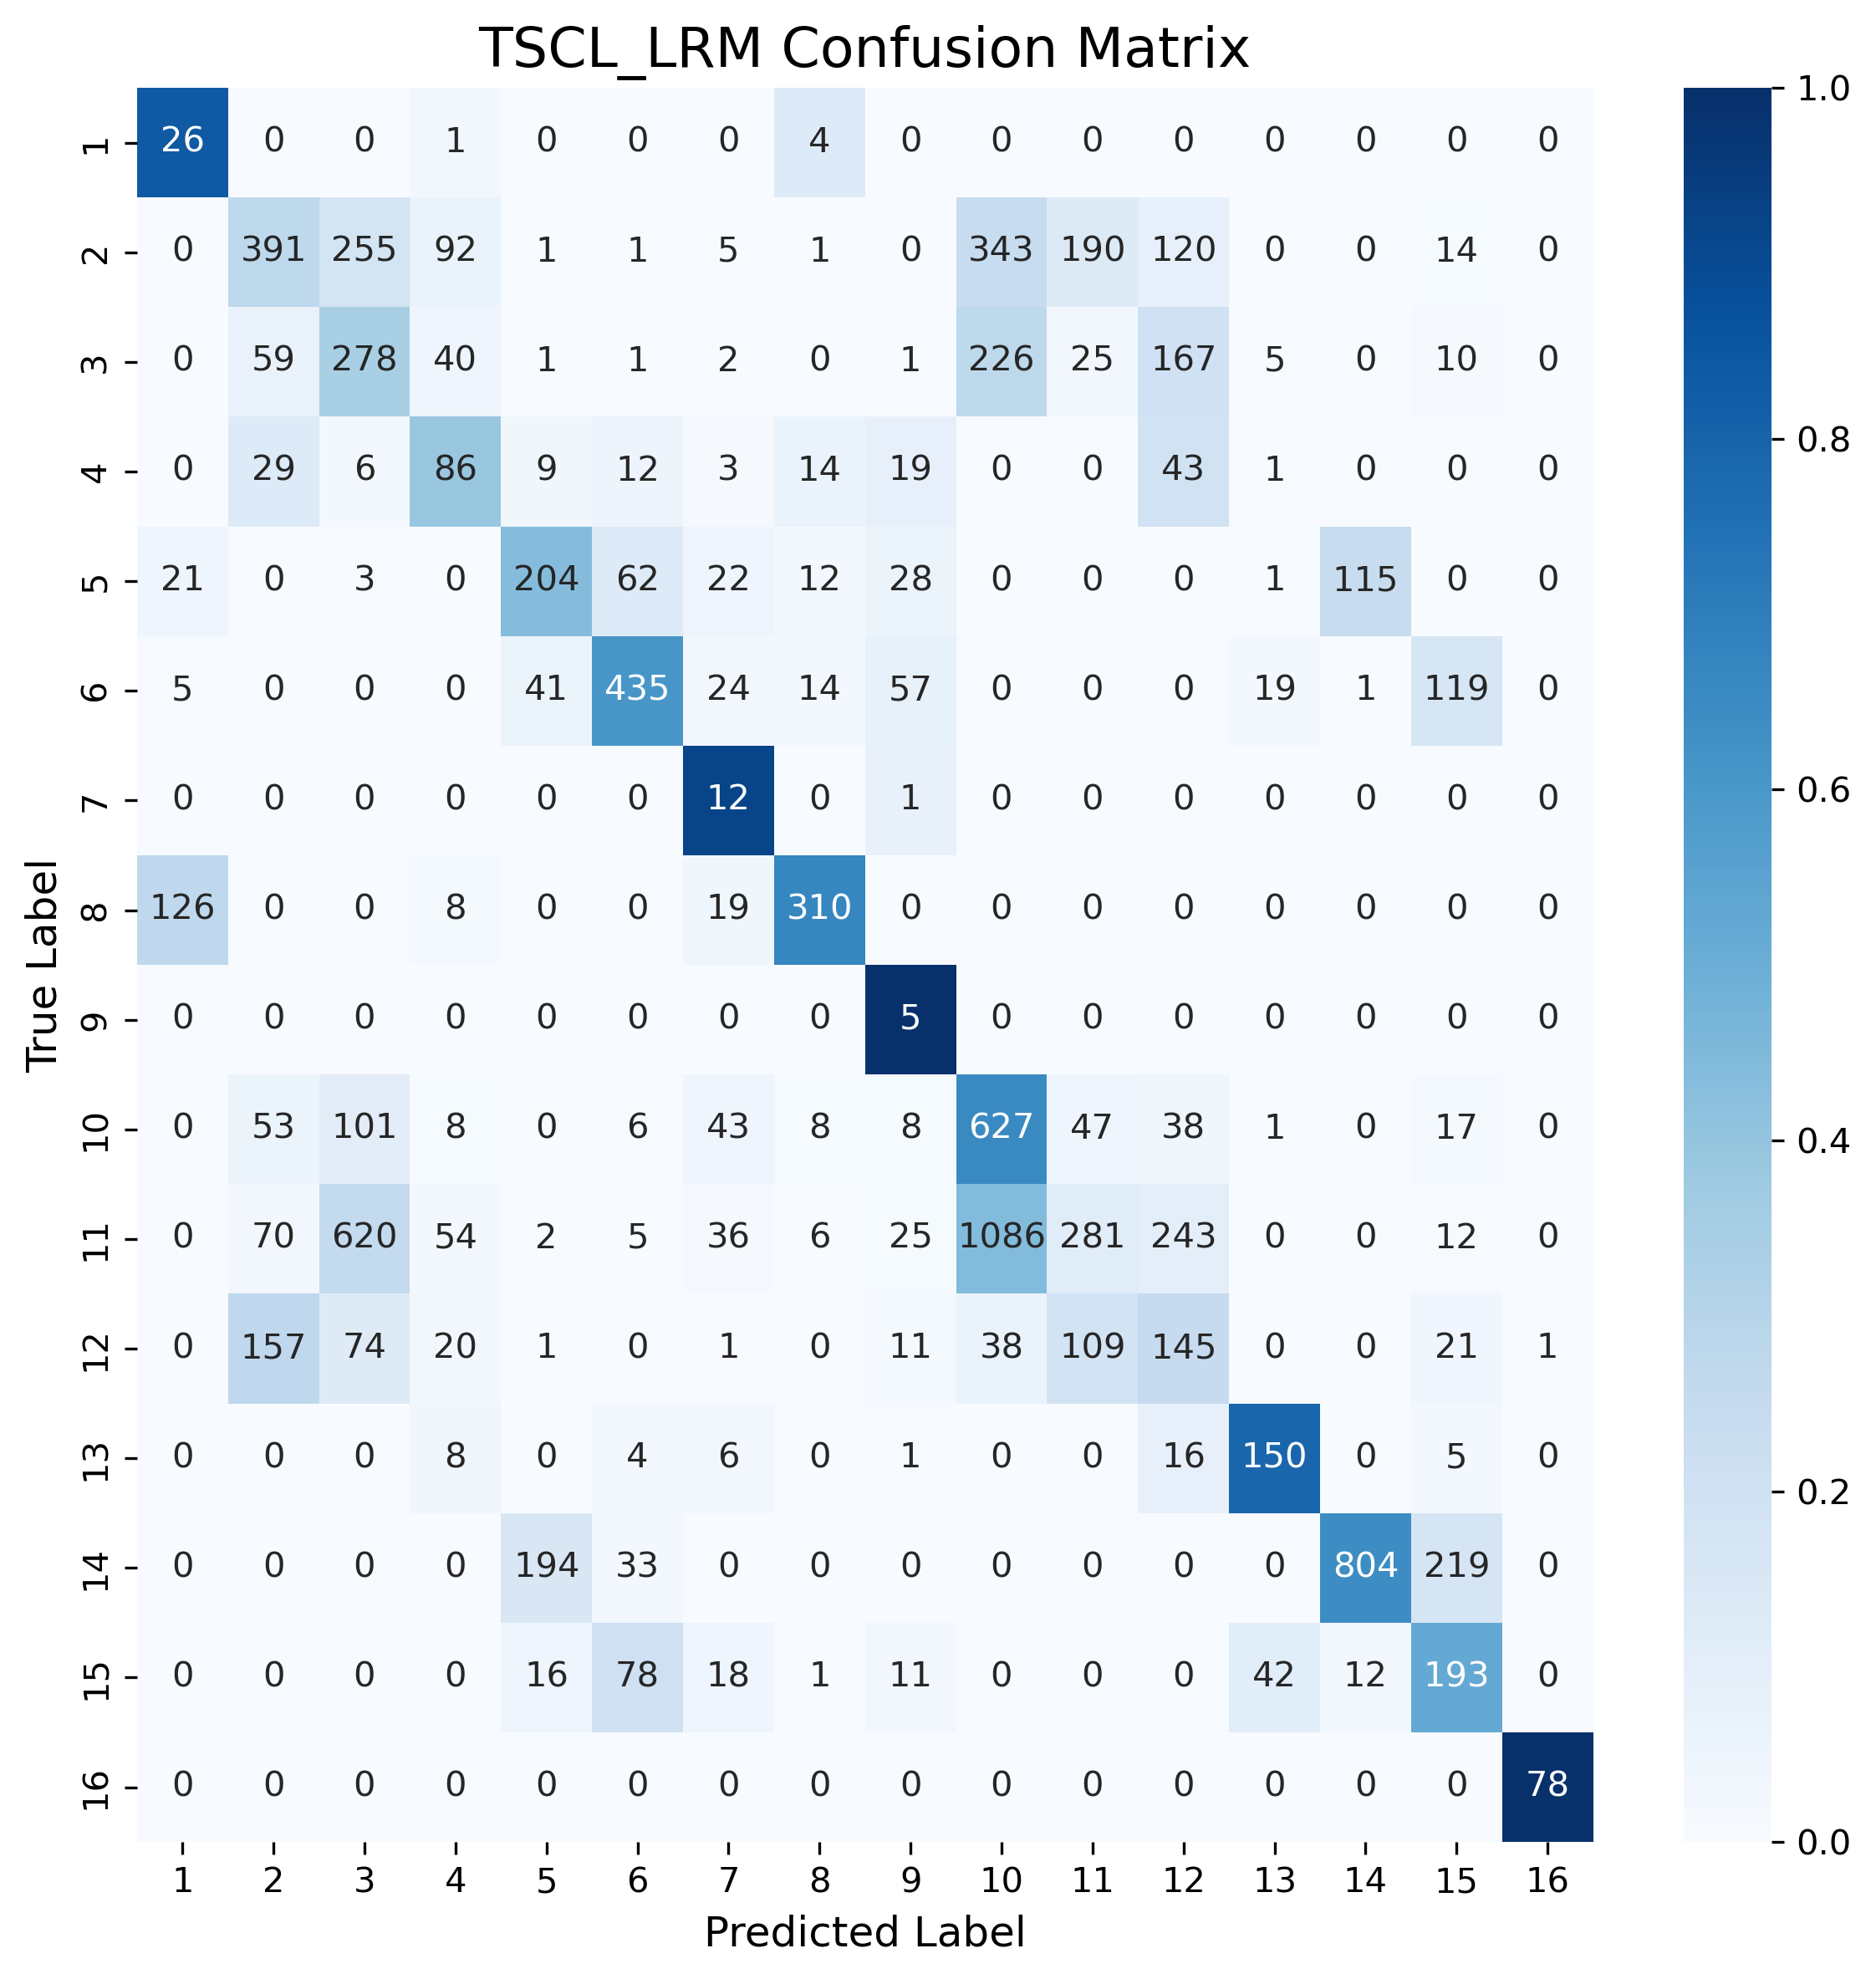 TSCL_LRM Confusion Matrix
1 26 0 0 1 0 0 0 4 0 0 0 0 0 0 0 0
2 0 391 255 92 1 1 5 1 0 343 190 120 0 0 14 0
3 0 59 278 40 1 1 2 0 1 226 25 167 5 0 10 0
4 0 29 6 86 9 12 3 14 19 0 0 43 1 0 0 0
5 21 0 3 0 204 62 22 12 28 0 0 0 1 115 0 0
6 5 0 0 0 41 435 24 14 57 0 0 0 19 1 119 0
7 0 0 0 0 0 0 12 0 1 0 0 0 0 0 0 0
8 126 0 0 8 0 0 19 310 0 0 0 0 0 0 0 0
9 0 0 0 0 0 0 0 0 5 0 0 0 0 0 0 0
10 0 53 101 8 0 6 43 8 8 627 47 38 1 0 17 0
11 0 70 620 54 2 5 36 6 25 1086 281 243 0 0 12 0
12 0 157 74 20 1 0 1 0 11 38 109 145 0 0 21 1
13 0 0 0 8 0 4 6 0 1 0 0 16 150 0 5 0
14 0 0 0 0 194 33 0 0 0 0 0 0 0 804 219 0
15 0 0 0 0 16 78 18 1 11 0 0 0 42 12 193 0
16 0 0 0 0 0 0 0 0 0 0 0 0 0 0 0 78
1 2 3 4 5 6 7 8 9 10 11 12 13 14 15 16
Predicted Label
True Label
1.0
0.8
0.6
0.4
0.2
0.0